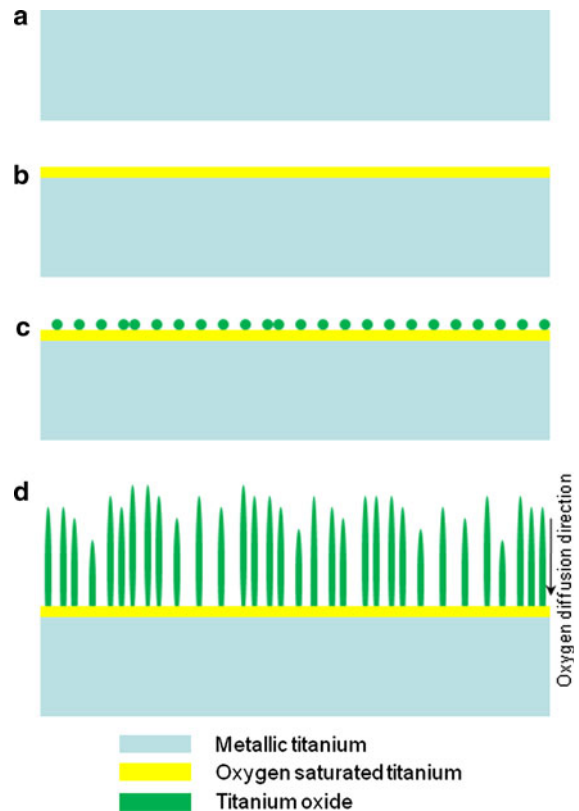 a
b
c
d
Oxygen diffusion direction
Metallic titanium
Oxygen saturated titanium
Titanium oxide